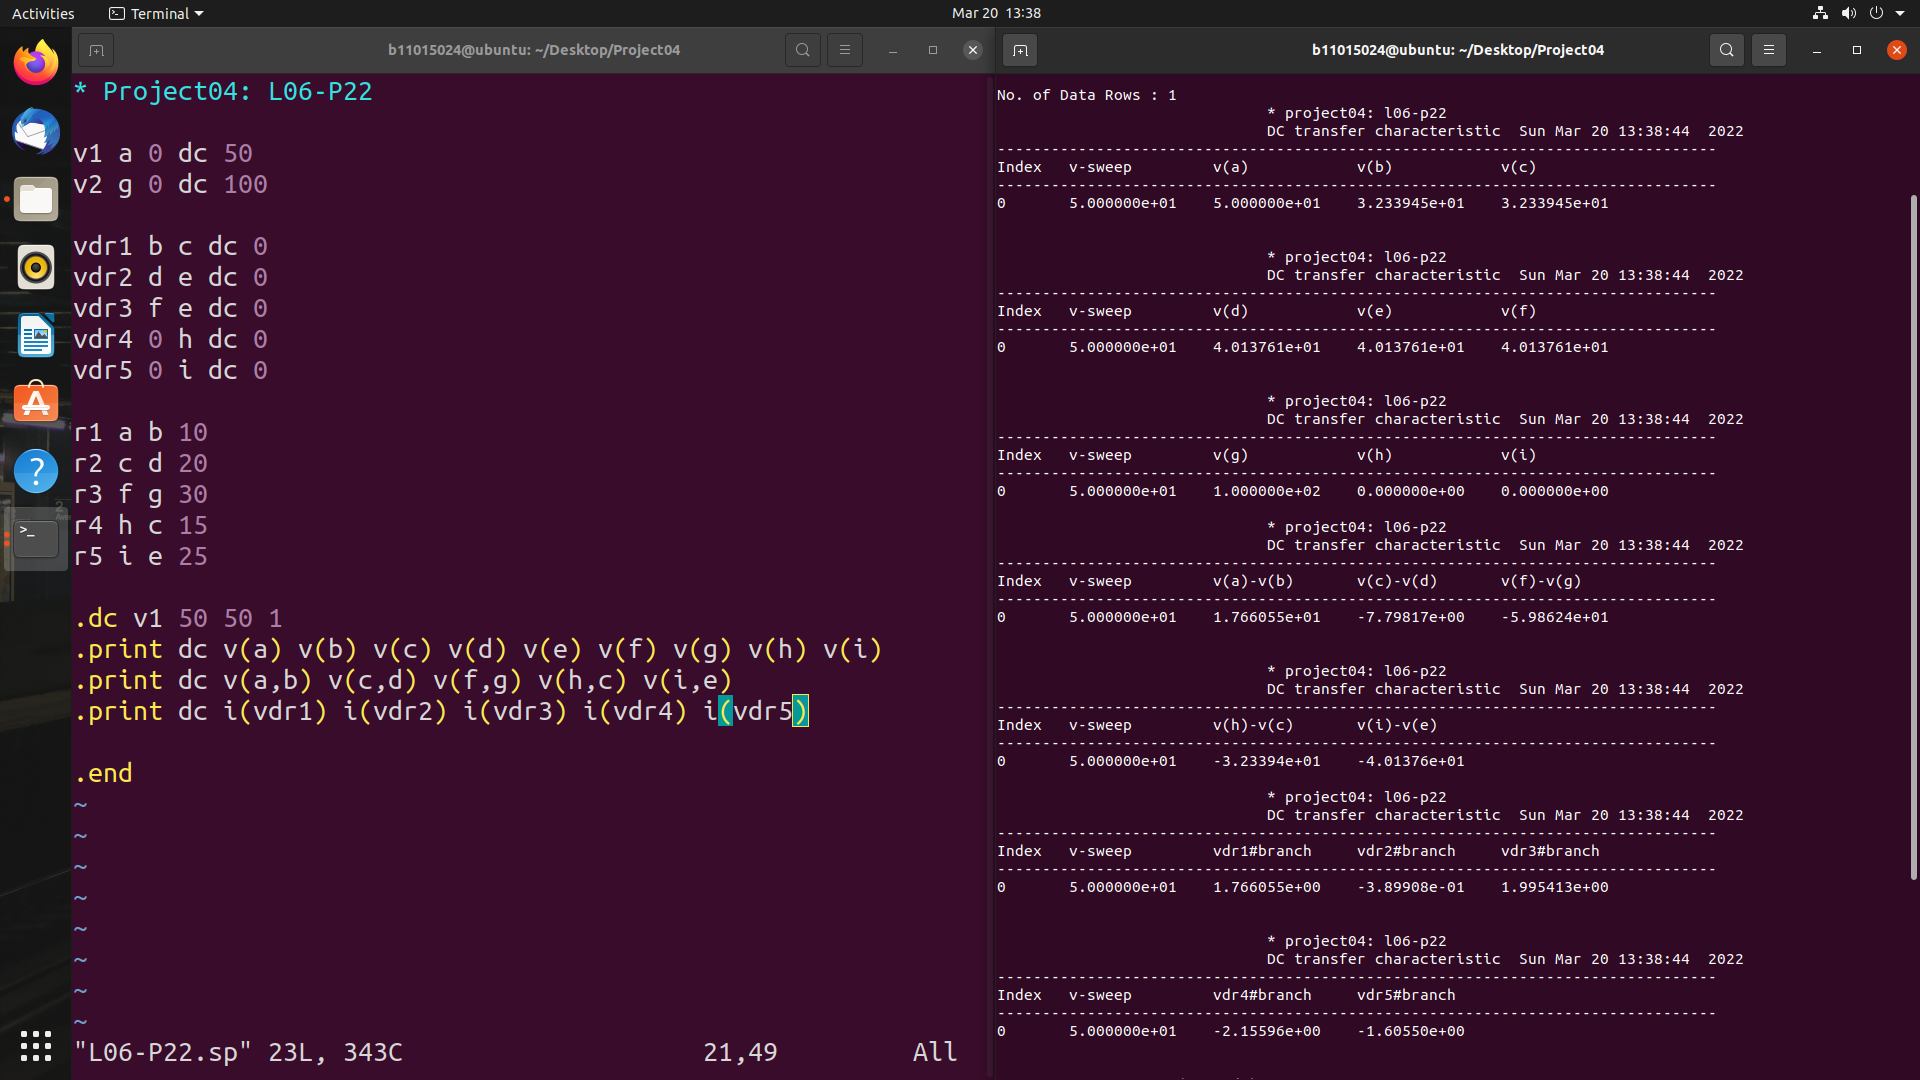 Activities
Terminal
Mar 20 13:38
b11015024@ubuntu: ~/Desktop/Project04
* Project04: L06-P22
v1 a 0 dc 50
v2 g 0 dc 100
vdr1 b c dc 0
vdr2 d e dc 0
vdr3 f e dc 0
vdr4 0 h dc 0
vdr5 0 i dc 0
r1 a b 10
r2 c d 20
r3 f g 30
r4 h c 15
r5 i e 25
.dc v1 50 50 1
.print dc v(a) v(b) v(c) v(d) v(e) v(f) v(g) v(h) v(i)
.print dc v(a,b) v(c,d) v(f,g) v(h,c) v(i,e)
.print dc i(vdr1) i(vdr2) i(vdr3) i(vdr4) i(vdr5)
.end
~
~
~
~
~
~
~
~
"L06-P22.sp" 23L, 343C 21,49 All
b11015024@ubuntu: ~/Desktop/Project04
No. of Data Rows : 1
* project04: l06-p22
DC transfer characteristic Sun Mar 20 13:38:44 2022
--------------------------------------------------------------------------------
Index v-sweep v(a) v(b) v(c)
--------------------------------------------------------------------------------
0 5.000000e+01 5.000000e+01 3.233945e+01 3.233945e+01
* project04: l06-p22
DC transfer characteristic Sun Mar 20 13:38:44 2022
--------------------------------------------------------------------------------
Index v-sweep v(d) v(e) v(f)
--------------------------------------------------------------------------------
0 5.000000e+01 4.013761e+01 4.013761e+01 4.013761e+01
* project04: l06-p22
DC transfer characteristic Sun Mar 20 13:38:44 2022
--------------------------------------------------------------------------------
Index v-sweep v(g) v(h) v(i)
--------------------------------------------------------------------------------
0 5.000000e+01 1.000000e+02 0.000000e+00 0.000000e+00
* project04: l06-p22
DC transfer characteristic Sun Mar 20 13:38:44 2022
--------------------------------------------------------------------------------
Index v-sweep v(a)-v(b) v(c)-v(d) v(f)-v(g)
--------------------------------------------------------------------------------
0 5.000000e+01 1.766055e+01 -7.79817e+00 -5.98624e+01
* project04: l06-p22
DC transfer characteristic Sun Mar 20 13:38:44 2022
--------------------------------------------------------------------------------
Index v-sweep v(h)-v(c) v(i)-v(e)
--------------------------------------------------------------------------------
0 5.000000e+01 -3.23394e+01 -4.01376e+01
* project04: l06-p22
DC transfer characteristic Sun Mar 20 13:38:44 2022
--------------------------------------------------------------------------------
Index v-sweep vdr1#branch vdr2#branch vdr3#branch
--------------------------------------------------------------------------------
0 5.000000e+01 1.766055e+00 -3.89908e-01 1.995413e+00
* project04: l06-p22
DC transfer characteristic Sun Mar 20 13:38:44 2022
--------------------------------------------------------------------------------
Index v-sweep vdr4#branch vdr5#branch
--------------------------------------------------------------------------------
0 5.000000e+01 -2.15596e+00 -1.60550e+00